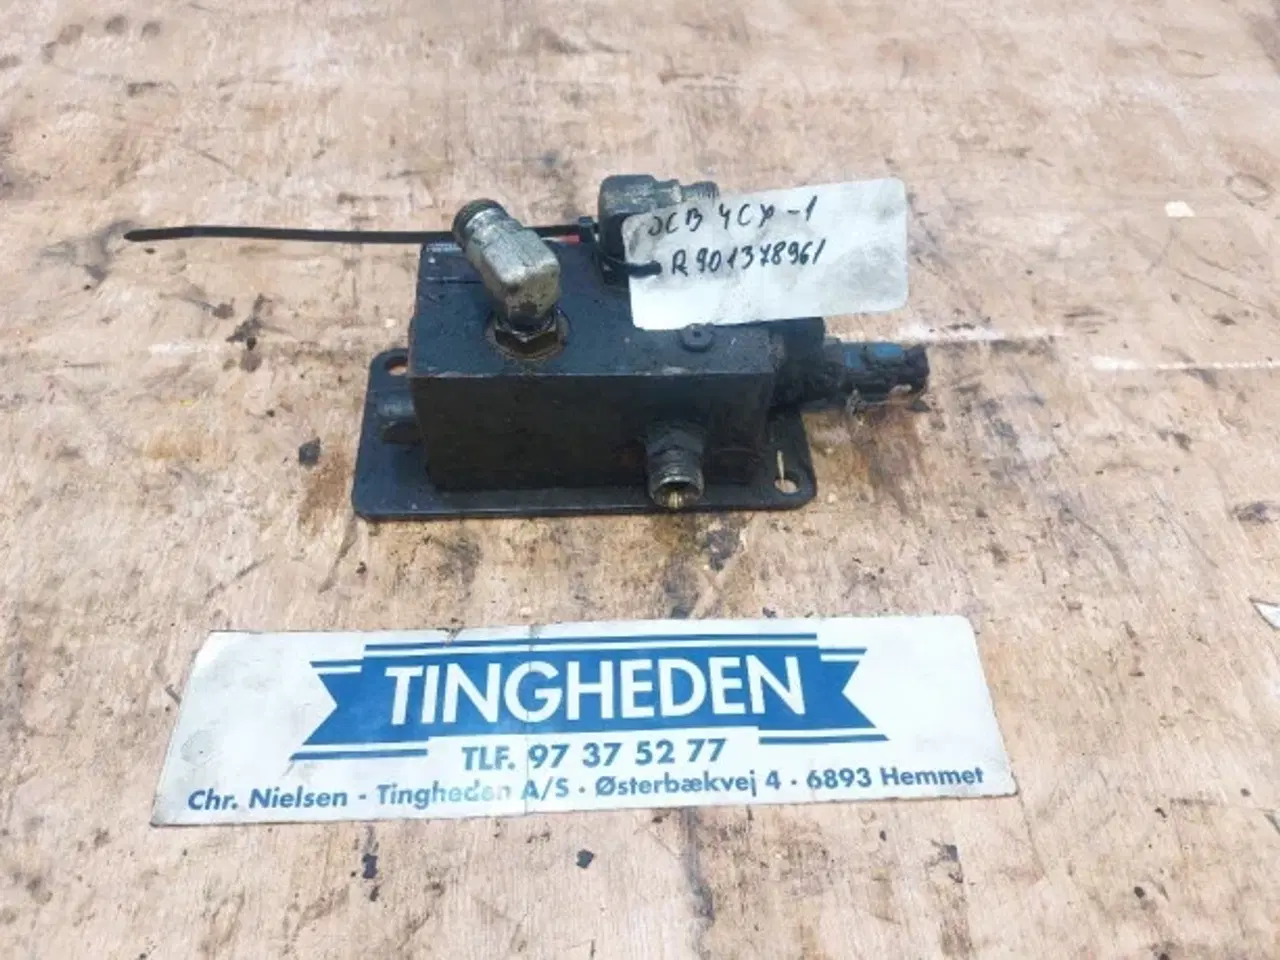 JCB 4CX-1
R901378961
TINGHEDEN
TLF. 97 37 52 77
Chr. Nielsen - Tingheden A/S · Østerbækvej 4 · 6893 Hemmet